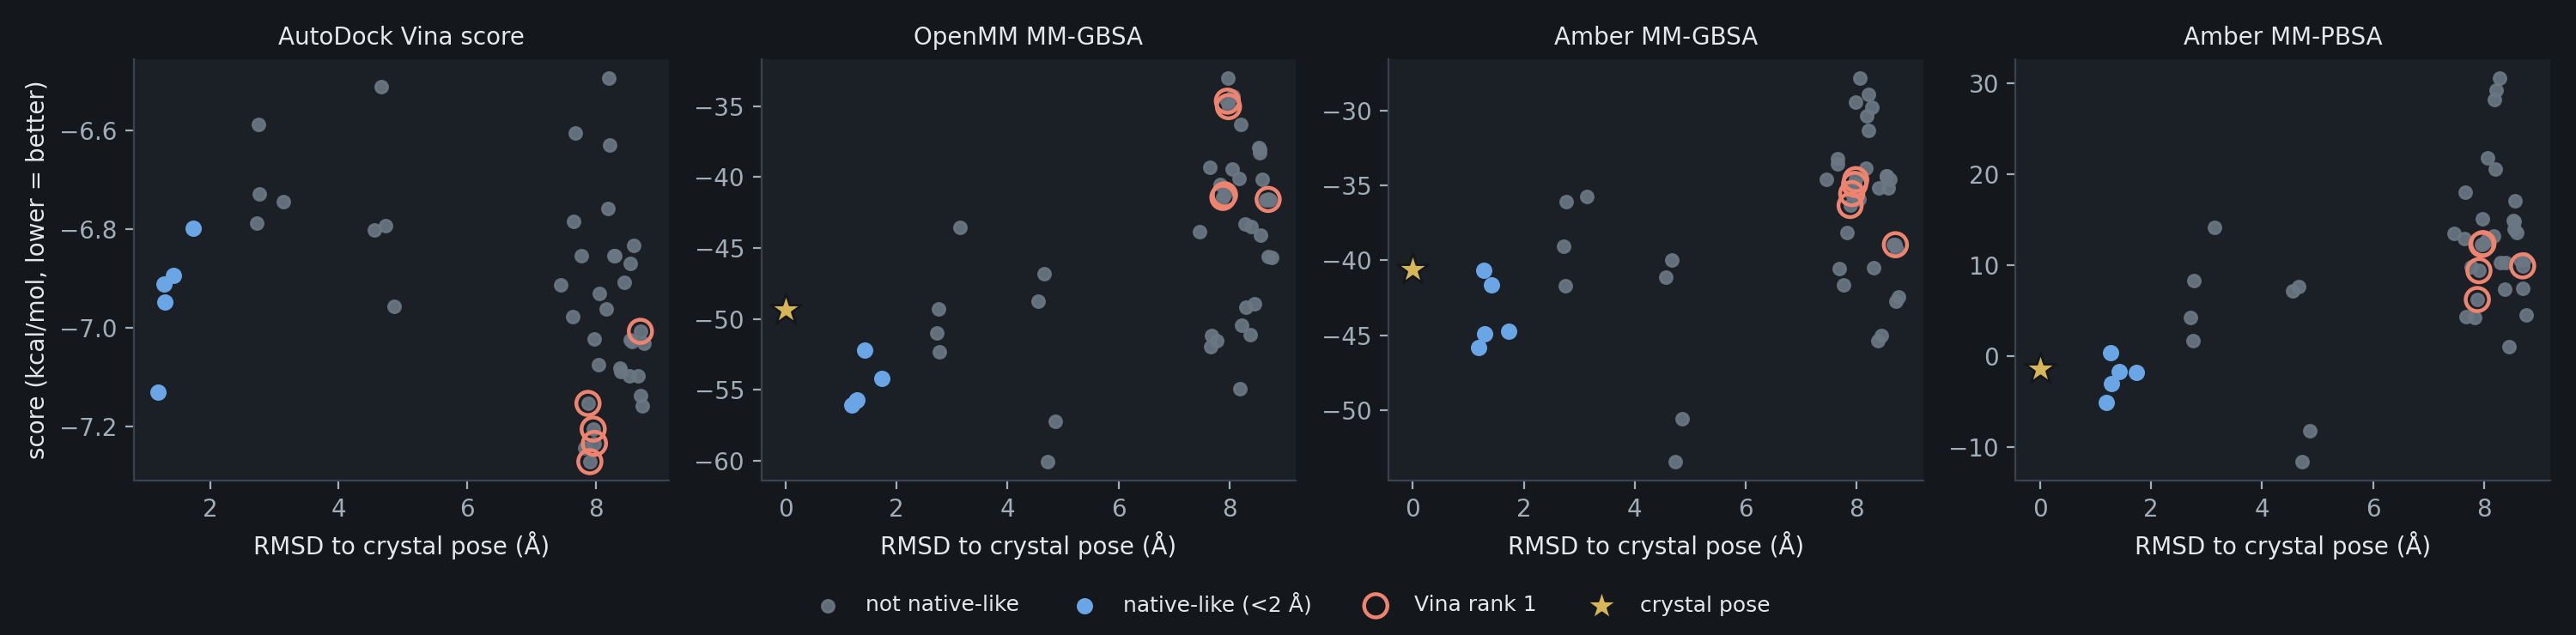 AutoDock Vina score
OpenMM MM-GBSA
Amber MM-GBSA
Amber MM-PBSA
score (kcal/mol, lower = better)
−6.6
−6.8
−7.0
−7.2
2 4 6 8
RMSD to crystal pose (Å)
−35
−40
−45
−50
−55
−60
0 2 4 6 8
RMSD to crystal pose (Å)
−30
−35
−40
−45
−50
0 2 4 6 8
RMSD to crystal pose (Å)
30
20
10
0
−10
0 2 4 6 8
RMSD to crystal pose (Å)
not native-like native-like (<2 Å) Vina rank 1 crystal pose